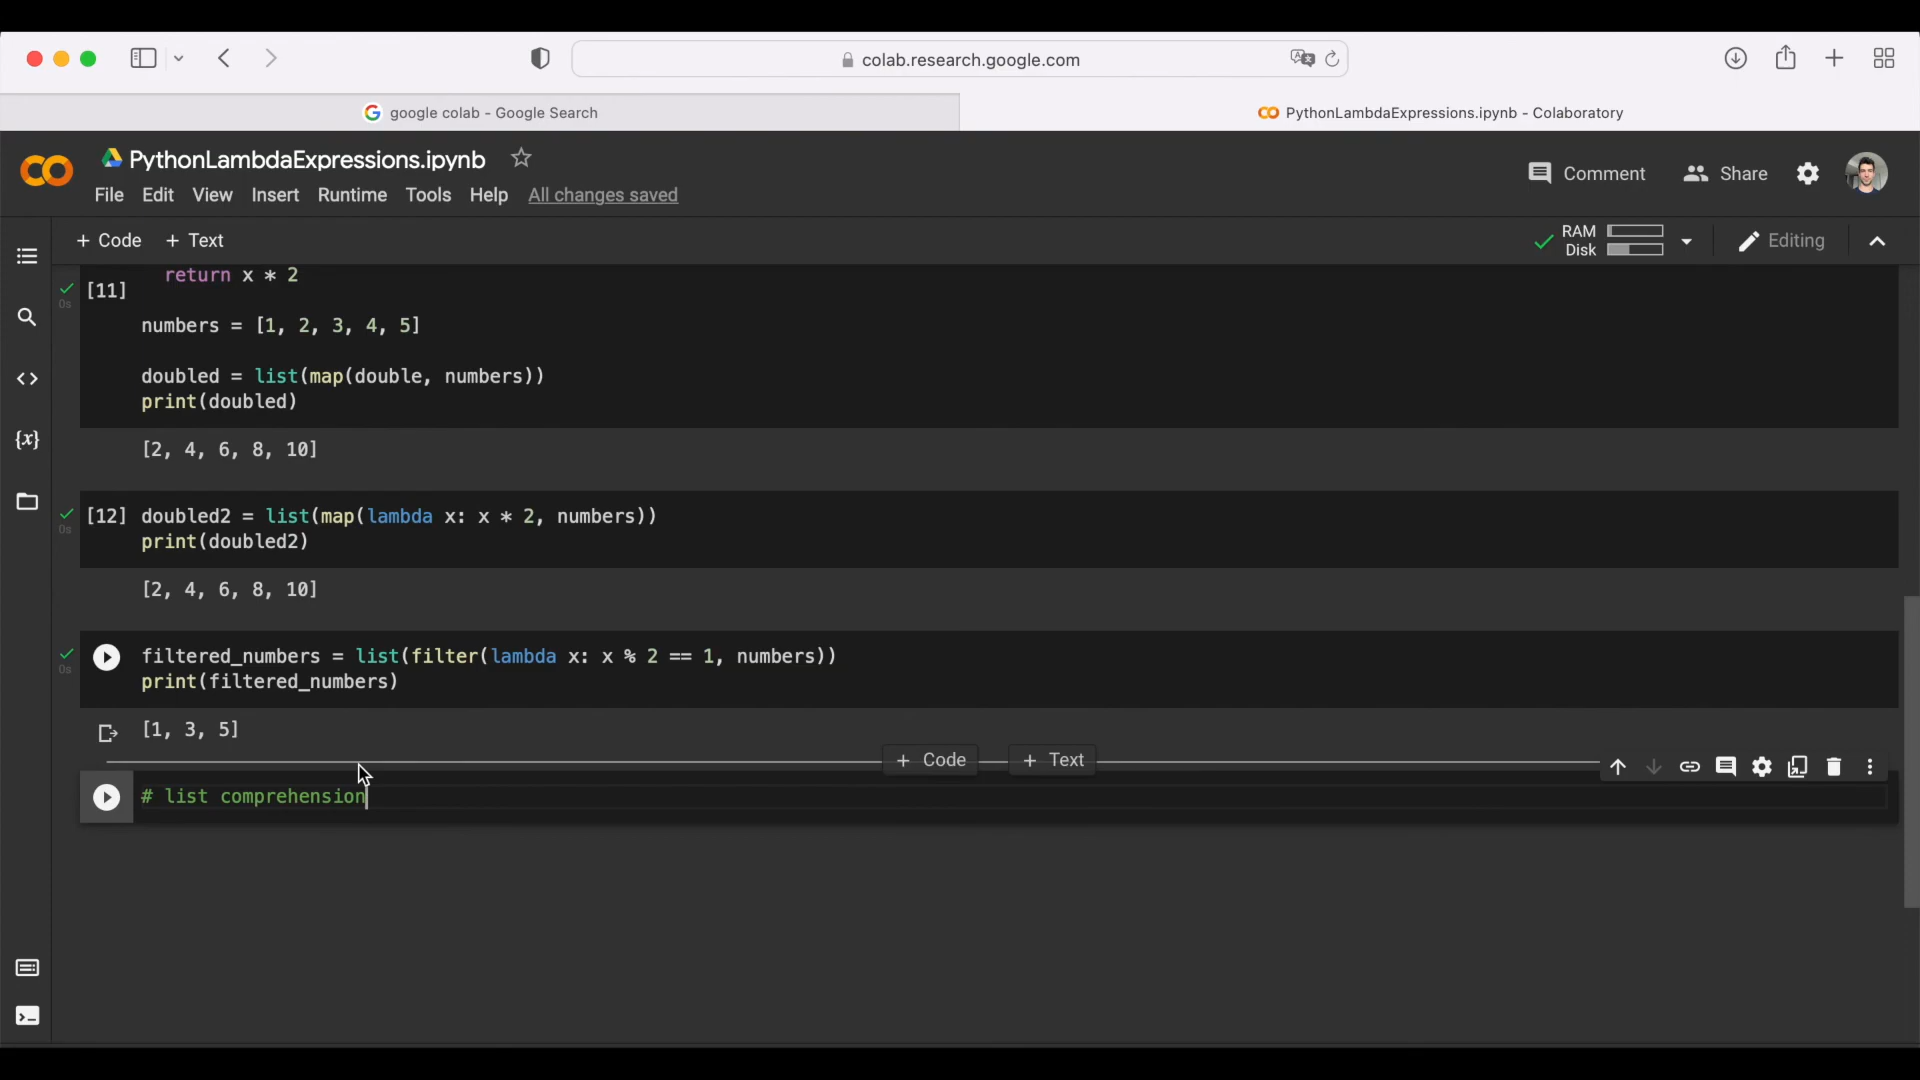 colab.research.google.com
google colab - Google Search
PythonLambdaExpressions.ipynb - Colaboratory
PythonLambdaExpressions.ipynb
Comment
Share
File Edit View Insert Runtime Tools Help All changes saved
+ Code + Text
RAM
Disk
Editing
return x * 2
[11]
0s
numbers = [1, 2, 3, 4, 5]
doubled = list(map(double, numbers))
print(doubled)
[2, 4, 6, 8, 10]
[12] doubled2 = list(map(lambda x: x * 2, numbers))
0s
print(doubled2)
[2, 4, 6, 8, 10]
filtered_numbers = list(filter(lambda x: x % 2 == 1, numbers))
0s
print(filtered_numbers)
[1, 3, 5]
+ Code + Text
# list comprehension